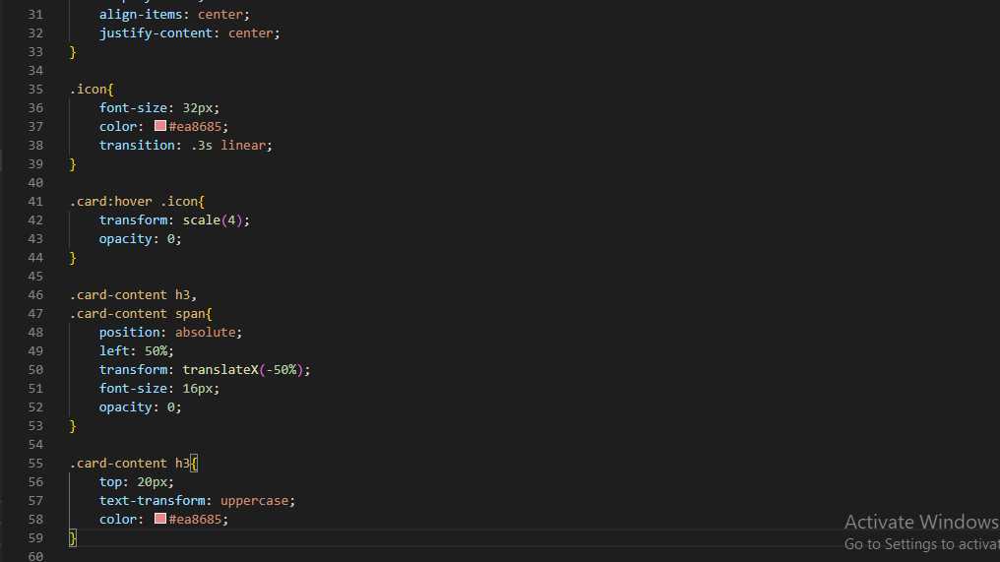 31 align-items: center;
32 justify-content: center;
33 }
34
35 .icon{
36 font-size: 32px;
37 color: #ea8685;
38 transition: .3s linear;
39 }
40
41 .card:hover .icon{
42 transform: scale(4);
43 opacity: 0;
44 }
45
46 .card-content h3,
47 .card-content span{
48 position: absolute;
49 left: 50%;
50 transform: translateX(-50%);
51 font-size: 16px;
52 opacity: 0;
53 }
54
55 .card-content h3{
56 top: 20px;
57 text-transform: uppercase;
58 color: #ea8685;
59 }
60
Activate Windows
Go to Settings to activat